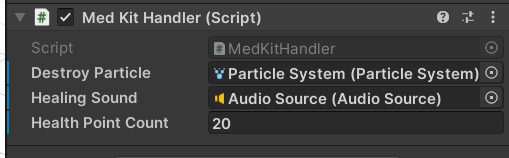 Med Kit Handler (Script)
Script MedKitHandler
Destroy Particle Particle System (Particle System)
Healing Sound Audio Source (Audio Source)
Health Point Count 20